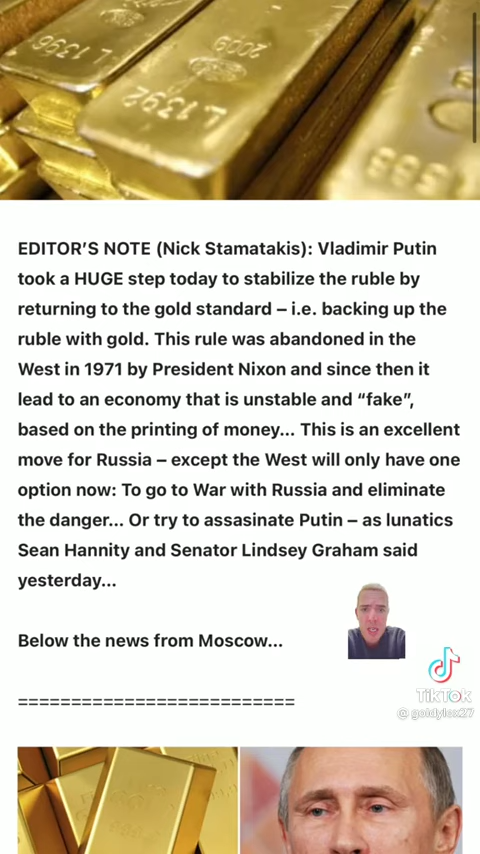 L 1396
2009
L 1392
EDITOR'S NOTE (Nick Stamatakis): Vladimir Putin
took a HUGE step today to stabilize the ruble by
returning to the gold standard – i.e. backing up the
ruble with gold. This rule was abandoned in the
West in 1971 by President Nixon and since then it
lead to an economy that is unstable and “fake”,
based on the printing of money... This is an excellent
move for Russia – except the West will only have one
option now: To go to War with Russia and eliminate
the danger... Or try to assasinate Putin – as lunatics
Sean Hannity and Senator Lindsey Graham said
yesterday...
Below the news from Moscow...
==========================
TikTok
@ goldylox27